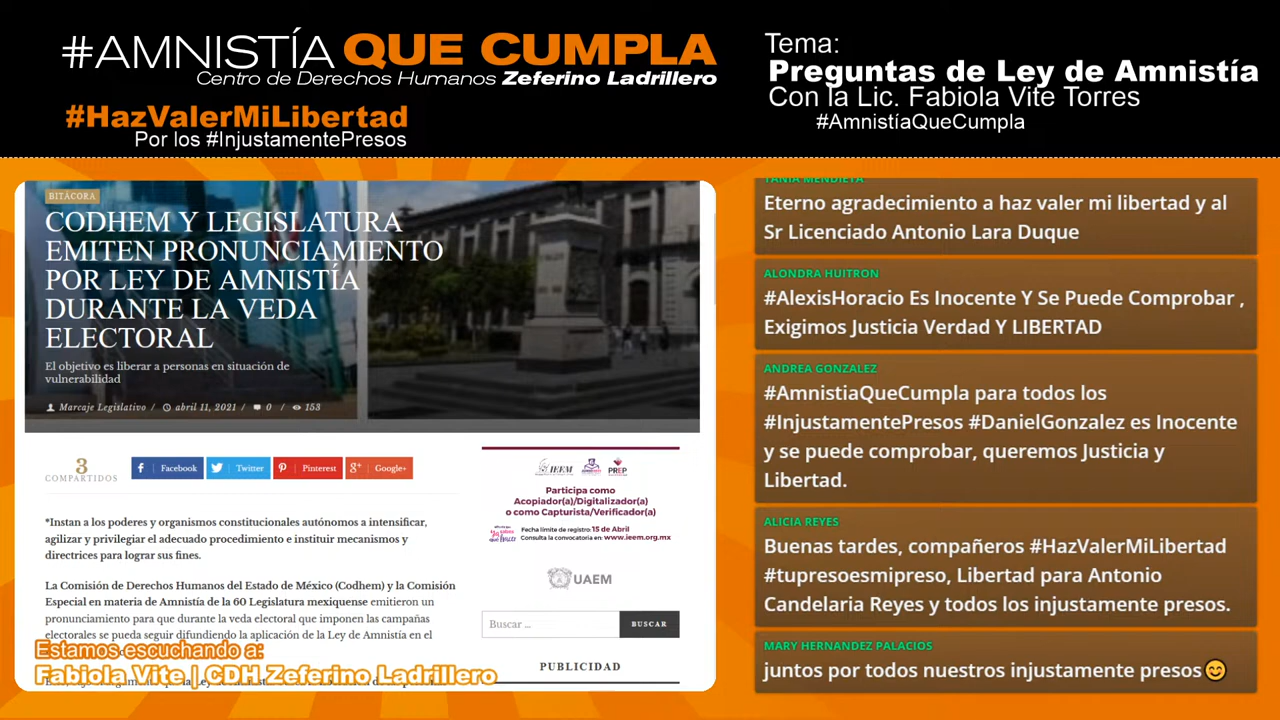 #AMNISTÍA QUE CUMPLA
Centro de Derechos Humanos Zeferino Ladrillero
#HazValerMiLibertad
Por los #InjustamentePresos
Tema:
Preguntas de Ley de Amnistía
Con la Lic. Fabiola Vite Torres
#AmnistíaQueCumpla
BITÁCORA
CODHEM Y LEGISLATURA
EMITEN PRONUNCIAMIENTO
POR LEY DE AMNISTÍA
DURANTE LA VEDA
ELECTORAL
El objetivo es liberar a personas en situación de
vulnerabilidad
Marcaje Legislativo / abril 11, 2021 / 0 / 153
3
COMPARTIDOS
Facebook
Twitter
Pinterest
Google+
*Instan a los poderes y organismos constitucionales autónomos a intensificar,
agilizar y privilegiar el adecuado procedimiento e instituir mecanismos y
directrices para lograr sus fines.
La Comisión de Derechos Humanos del Estado de México (Codhem) y la Comisión
Especial en materia de Amnistía de la 60 Legislatura mexiquense emitieron un
pronunciamiento para que durante la veda electoral que imponen las campañas
electorales se pueda seguir difundiendo la aplicación de la Ley de Amnistía en el
Estamos escuchando a:
Fabiola Vite | CDH Zeferino Ladrillero
IEEM
PREP
Participa como
Acopiador(a)/Digitalizador(a)
o como Capturista/Verificador(a)
Fecha límite de registro: 15 de Abril
Consulta la convocatoria en: www.ieem.org.mx
UAEM
Buscar ...
BUSCAR
PUBLICIDAD
TANIA MENDIETA
Eterno agradecimiento a haz valer mi libertad y al
Sr Licenciado Antonio Lara Duque
ALONDRA HUITRON
#AlexisHoracio Es Inocente Y Se Puede Comprobar ,
Exigimos Justicia Verdad Y LIBERTAD
ANDREA GONZALEZ
#AmnistiaQueCumpla para todos los
#InjustamentePresos #DanielGonzalez es Inocente
y se puede comprobar, queremos Justicia y
Libertad.
ALICIA REYES
Buenas tardes, compañeros #HazValerMiLibertad
#tupresoesmipreso, Libertad para Antonio
Candelaria Reyes y todos los injustamente presos.
MARY HERNANDEZ PALACIOS
juntos por todos nuestros injustamente presos😊